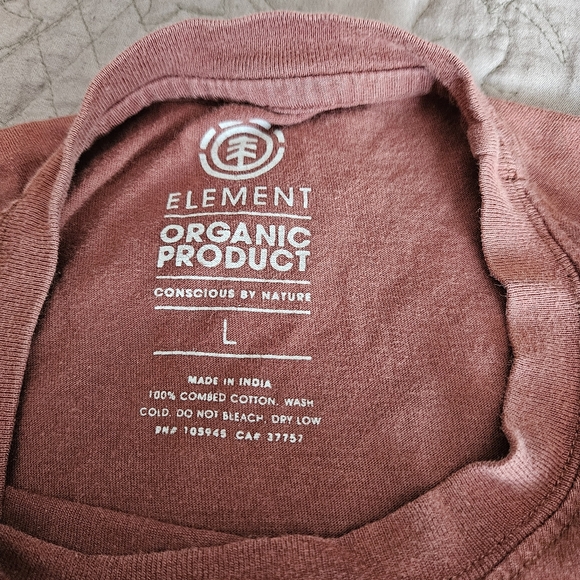 ELEMENT
ORGANIC
PRODUCT
CONSCIOUS BY NATURE
L
MADE IN INDIA
100% COMBED COTTON. WASH
COLD. DO NOT BLEACH, DRY LOW
RN# 105945 CA# 37757